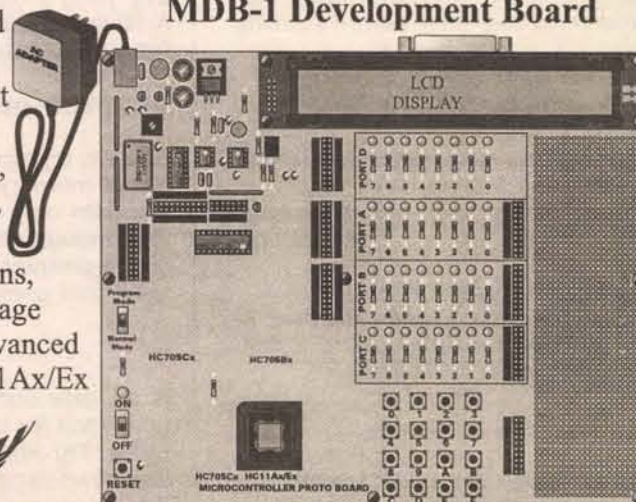 MDB-1 Development Board
AC
ADAPTER
LCD
DISPLAY
PORT D
7 6 5 4 3 2 1 0
PORT A
7 6 5 4 3 2 1 0
PORT B
7 6 5 4 3 2 1 0
PORT C
7 6 5 4 3 2 1 0
ns,
age
vanced
l Ax/Ex
Program
Mode
Normal
Mode
HC705Cx
HC705Bx
ON
OFF
RESET
0 1 2 3
4 5 6 7
8 9 A B
HC705Cx HC11Ax/Ex
MICROCONTROLLER PROTO BOARD